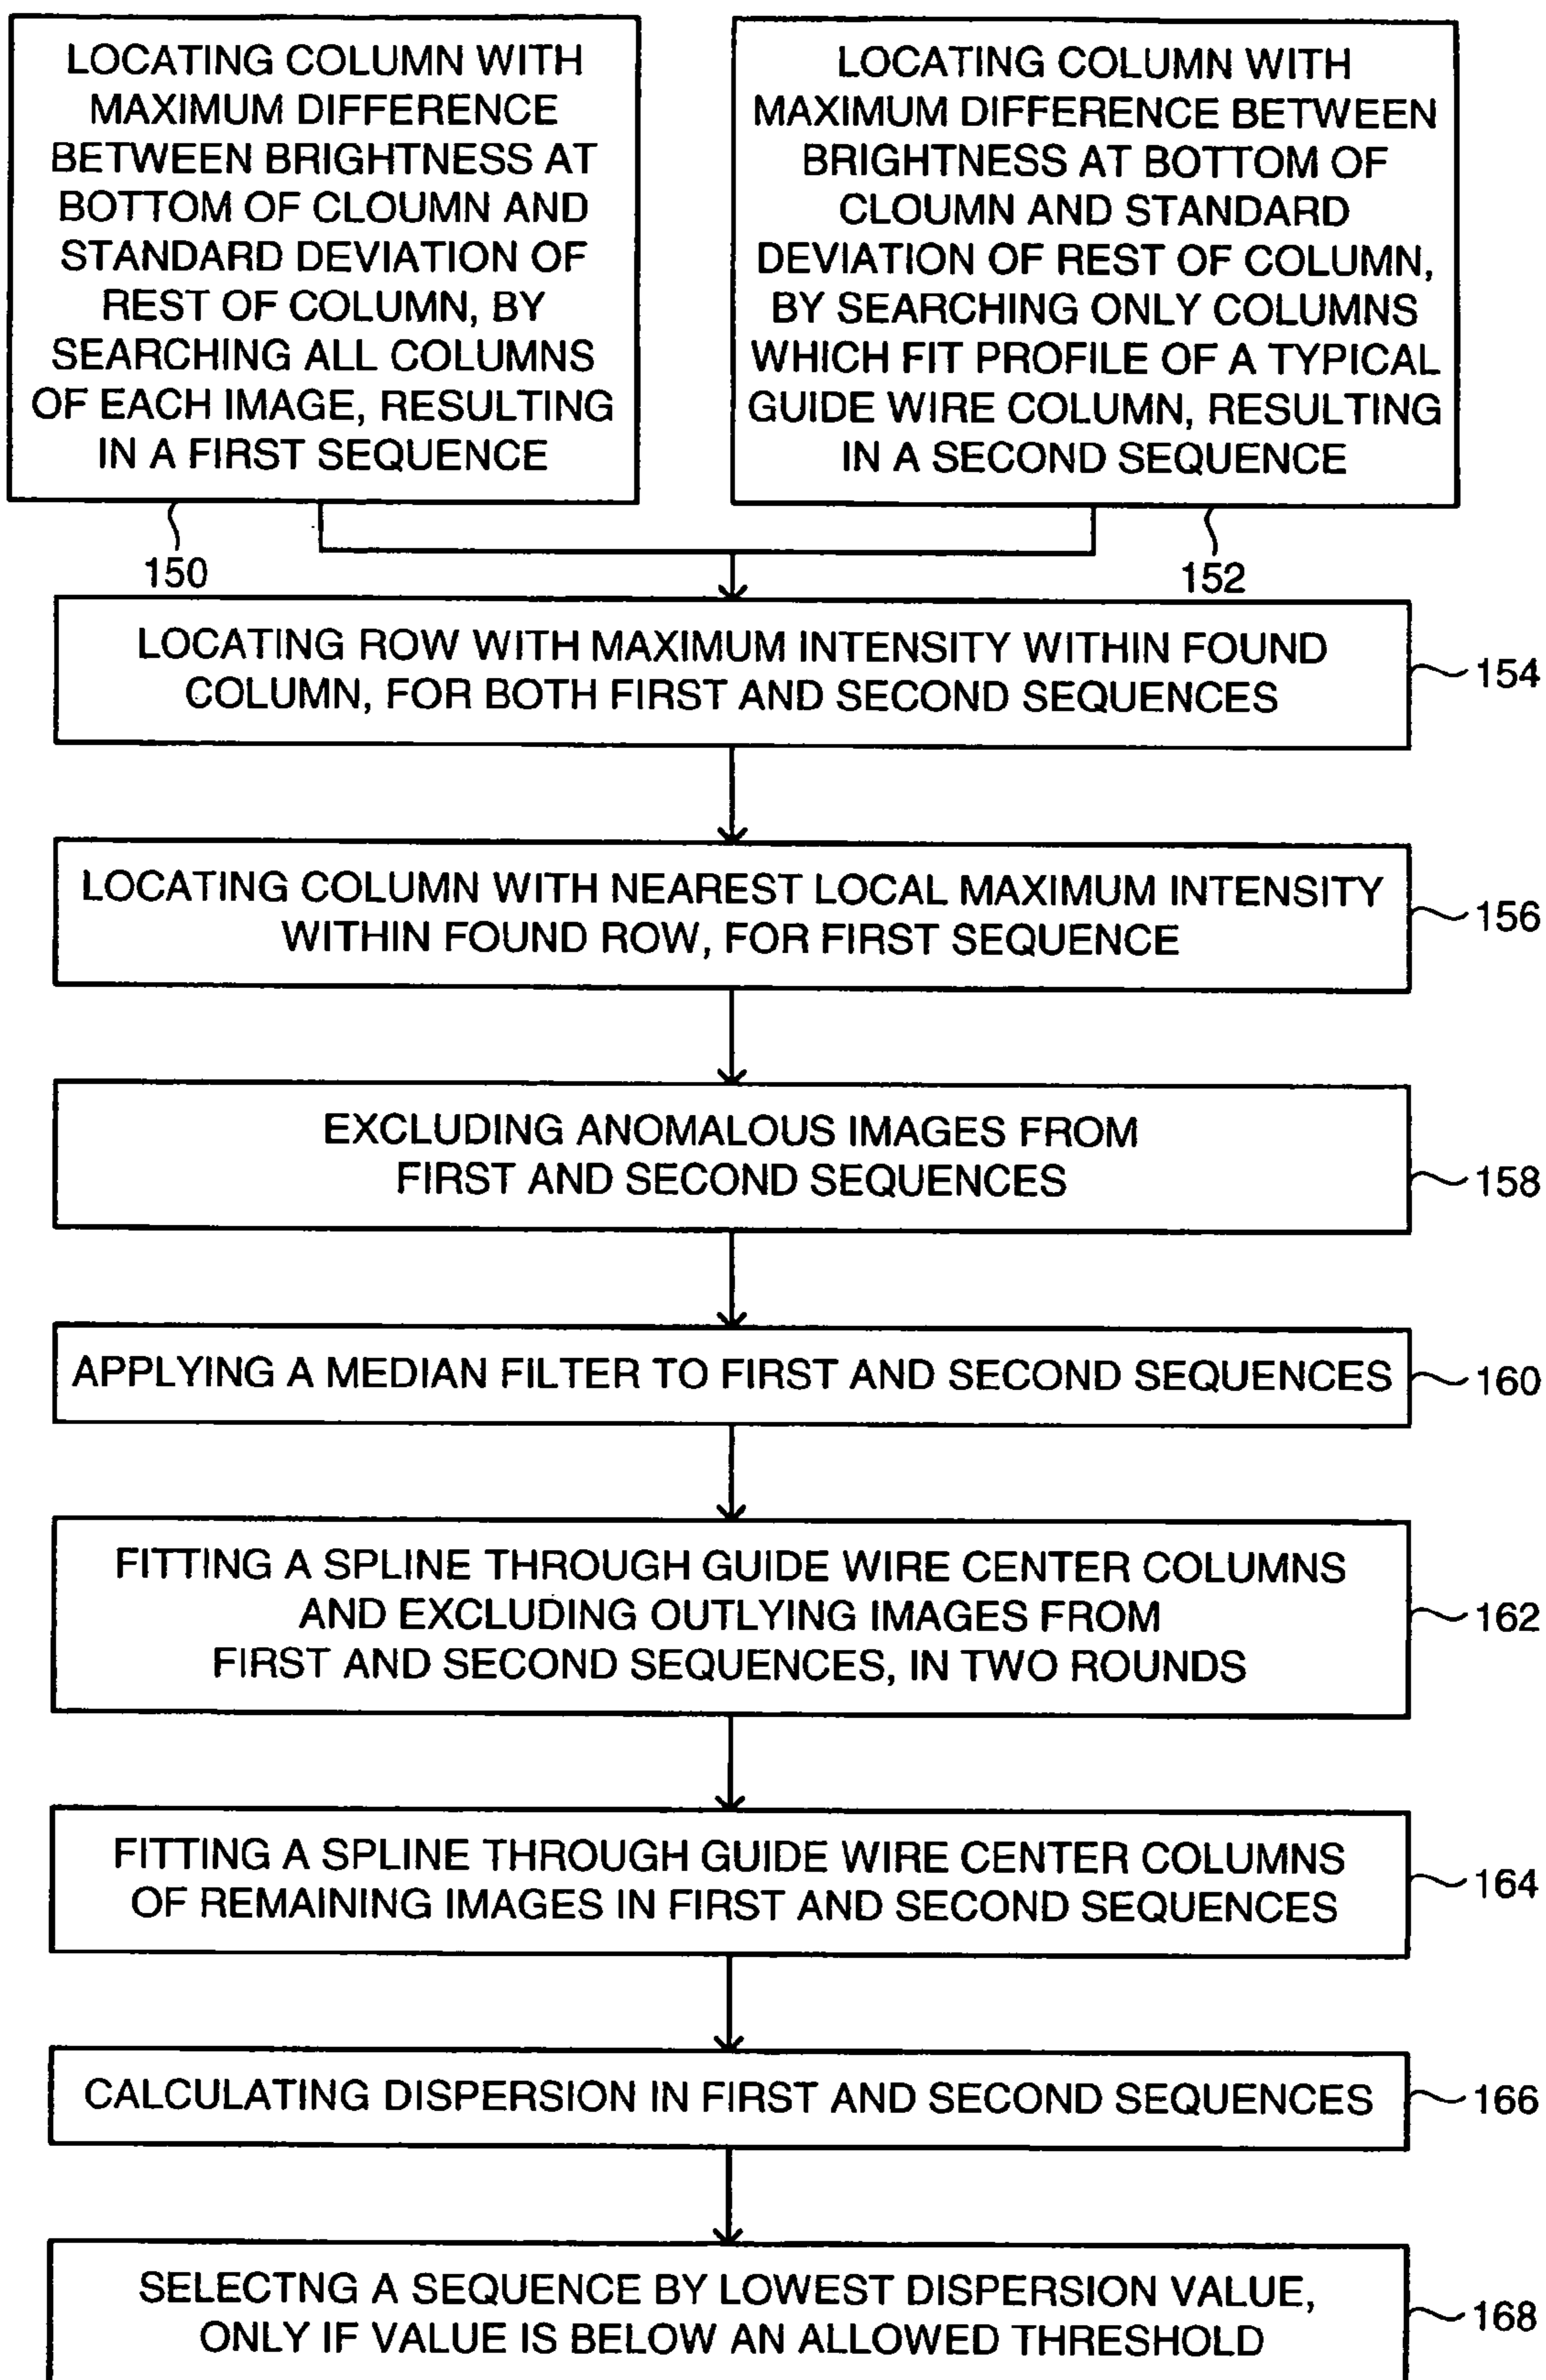 LOCATING COLUMN WITH
MAXIMUM DIFFERENCE
BETWEEN BRIGHTNESS AT
BOTTOM OF CLOUMN AND
STANDARD DEVIATION OF
REST OF COLUMN, BY
SEARCHING ALL COLUMNS
OF EACH IMAGE, RESULTING
IN A FIRST SEQUENCE
150
LOCATING COLUMN WITH
MAXIMUM DIFFERENCE BETWEEN
BRIGHTNESS AT BOTTOM OF
CLOUMN AND STANDARD
DEVIATION OF REST OF COLUMN,
BY SEARCHING ONLY COLUMNS
WHICH FIT PROFILE OF A TYPICAL
GUIDE WIRE COLUMN, RESULTING
IN A SECOND SEQUENCE
152
LOCATING ROW WITH MAXIMUM INTENSITY WITHIN FOUND
COLUMN, FOR BOTH FIRST AND SECOND SEQUENCES
154
LOCATING COLUMN WITH NEAREST LOCAL MAXIMUM INTENSITY
WITHIN FOUND ROW, FOR FIRST SEQUENCE
156
EXCLUDING ANOMALOUS IMAGES FROM
FIRST AND SECOND SEQUENCES
158
APPLYING A MEDIAN FILTER TO FIRST AND SECOND SEQUENCES
160
FITTING A SPLINE THROUGH GUIDE WIRE CENTER COLUMNS
AND EXCLUDING OUTLYING IMAGES FROM
FIRST AND SECOND SEQUENCES, IN TWO ROUNDS
162
FITTING A SPLINE THROUGH GUIDE WIRE CENTER COLUMNS
OF REMAINING IMAGES IN FIRST AND SECOND SEQUENCES
164
CALCULATING DISPERSION IN FIRST AND SECOND SEQUENCES
166
SELECTNG A SEQUENCE BY LOWEST DISPERSION VALUE,
ONLY IF VALUE IS BELOW AN ALLOWED THRESHOLD
168